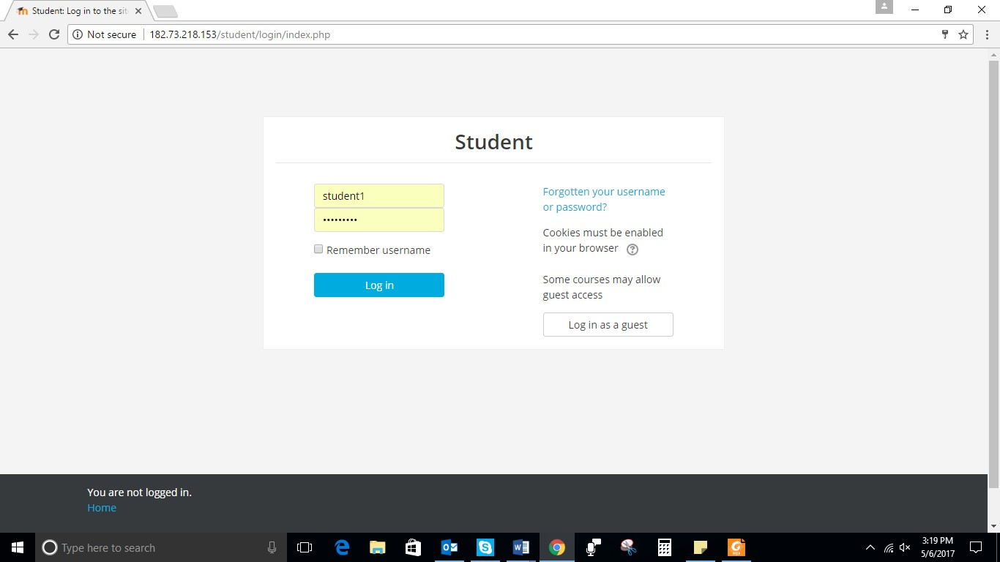 Student: Log in to the sit
Not secure
182.73.218.153/student/login/index.php
Student
student1
•••••••••
Remember username
Log in
Forgotten your username
or password?
Cookies must be enabled
in your browser
Some courses may allow
guest access
Log in as a guest
You are not logged in.
Home
Type here to search
3:19 PM
5/6/2017